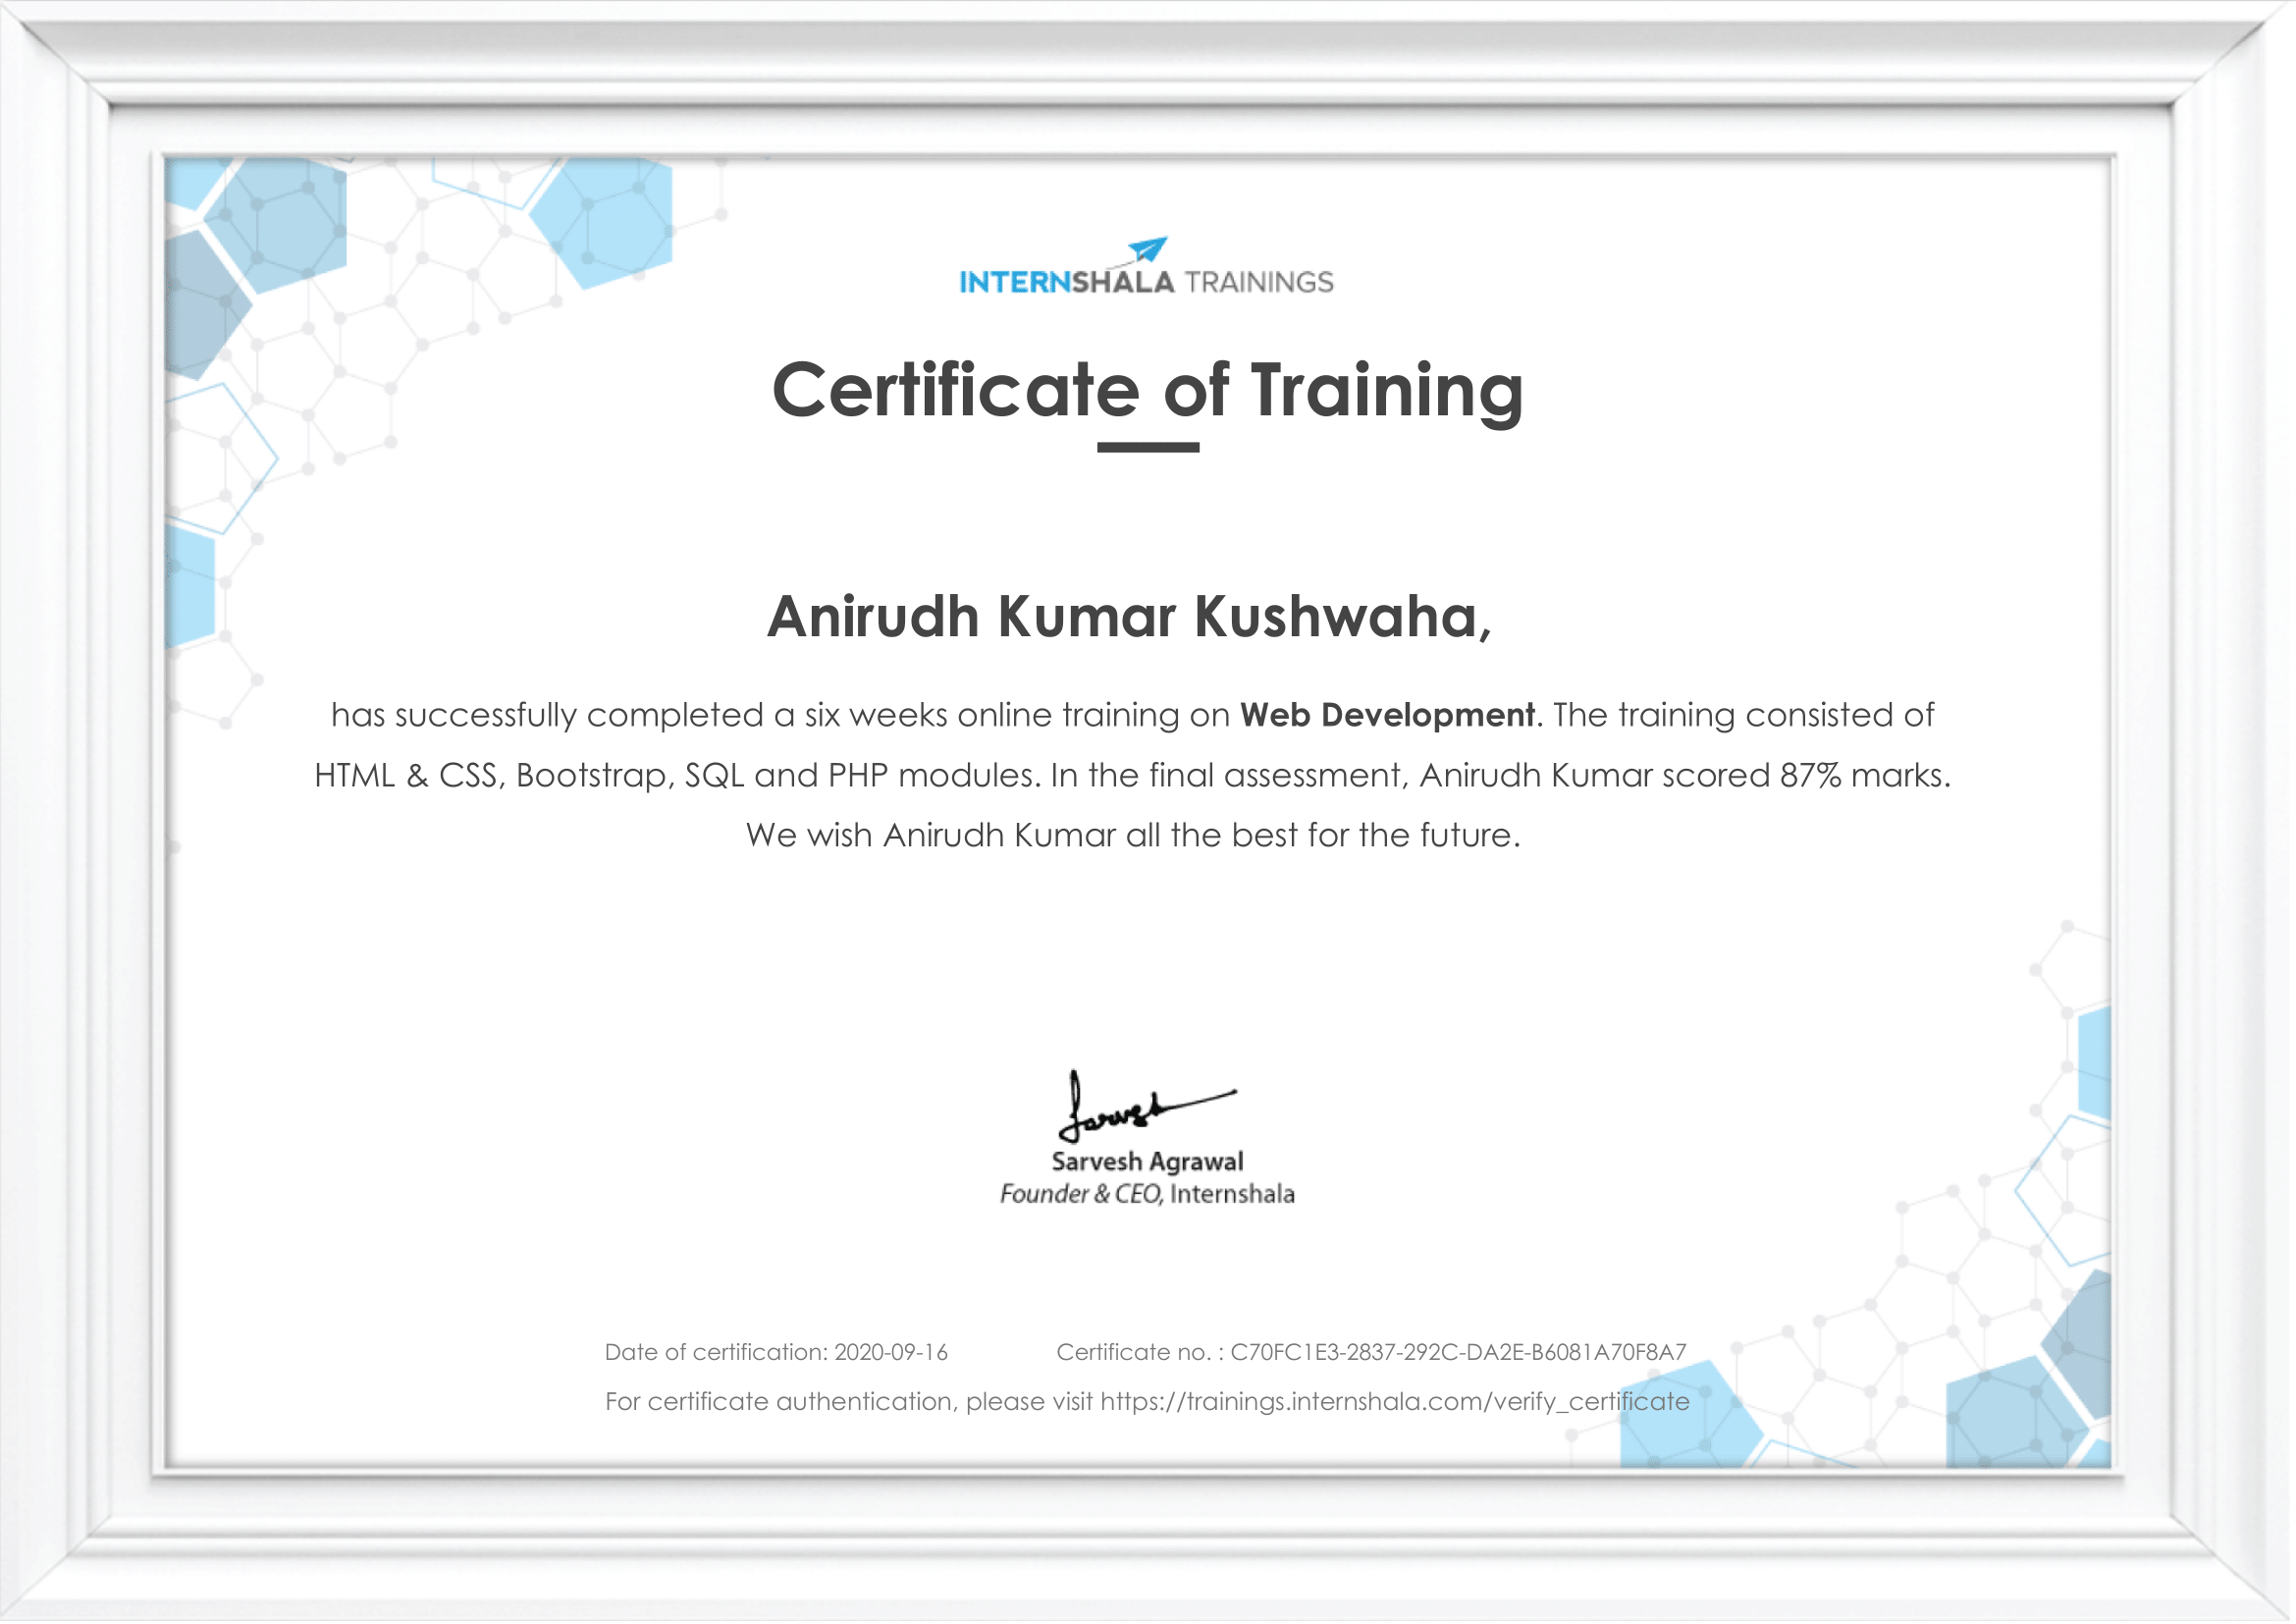 INTERNSHALA TRAININGS
Certificate of Training
Anirudh Kumar Kushwaha,
has successfully completed a six weeks online training on Web Development. The training consisted of
HTML & CSS, Bootstrap, SQL and PHP modules. In the final assessment, Anirudh Kumar scored 87% marks.
We wish Anirudh Kumar all the best for the future.
Sarvesh
Sarvesh Agrawal
Founder & CEO, Internshala
Date of certification: 2020-09-16 Certificate no. : C70FC1E3-2837-292C-DA2E-B6081A70F8A7
For certificate authentication, please visit https://trainings.internshala.com/verify_certificate